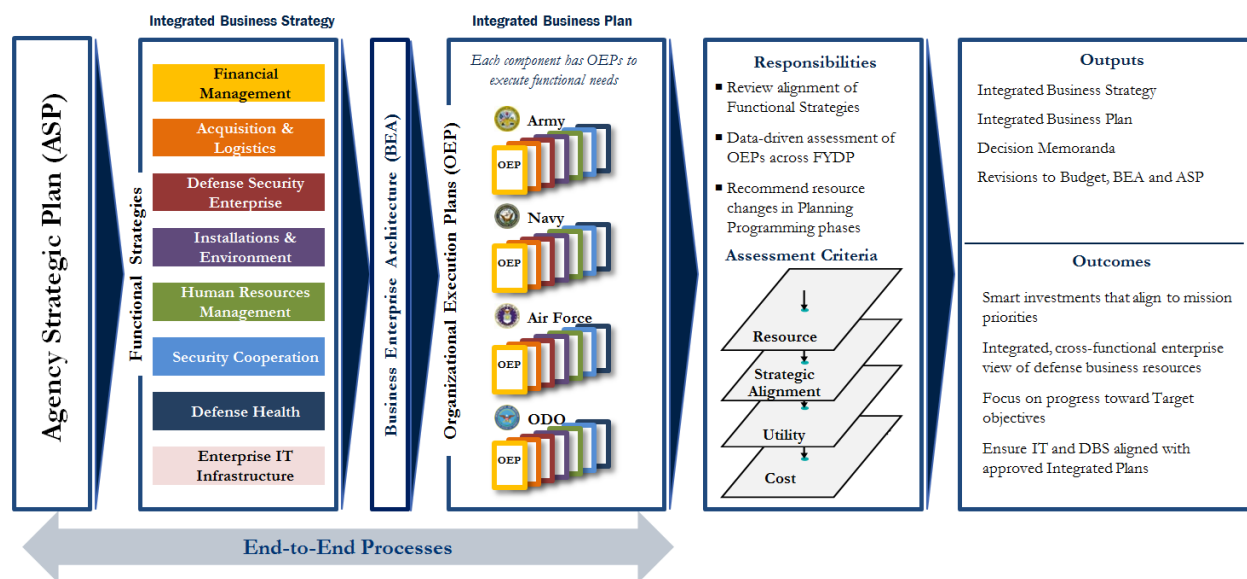 Integrated Business Strategy
Integrated Business Plan
Agency Strategic Plan (ASP)
Functional Strategies
Financial
Management
Acquisition &
Logistics
Defense Security
Enterprise
Installations &
Environment
Human Resources
Management
Security Cooperation
Defense Health
Enterprise IT
Infrastructure
Business Enterprise Architecture (BEA)
Organizational Execution Plans (OEP)
Each component has OEPs to
execute functional needs
Army
OEP
Navy
OEP
Air Force
OEP
ODO
OEP
Responsibilities
▪ Review alignment of
Functional Strategies
▪ Data-driven assessment of
OEPs across FYDP
▪ Recommend resource
changes in Planning
Programming phases
Assessment Criteria
Resource
Strategic
Alignment
Utility
Cost
Outputs
Integrated Business Strategy
Integrated Business Plan
Decision Memoranda
Revisions to Budget, BEA and ASP
Outcomes
Smart investments that align to mission
priorities
Integrated, cross-functional enterprise
view of defense business resources
Focus on progress toward Target
objectives
Ensure IT and DBS aligned with
approved Integrated Plans
End-to-End Processes